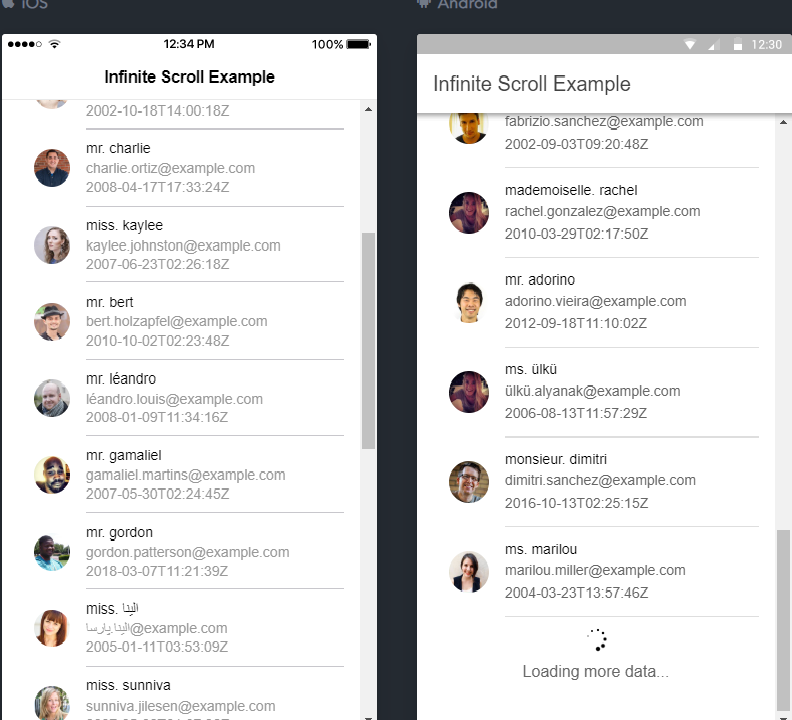 iOS
12:34 PM
100%
Infinite Scroll Example
2002-10-18T14:00:18Z
mr. charlie
charlie.ortiz@example.com
2008-04-17T17:33:24Z
miss. kaylee
kaylee.johnston@example.com
2007-06-23T02:26:18Z
mr. bert
bert.holzapfel@example.com
2010-10-02T02:23:48Z
mr. léandro
léandro.louis@example.com
2008-01-09T11:34:16Z
mr. gamaliel
gamaliel.martins@example.com
2007-05-30T02:24:45Z
mr. gordon
gordon.patterson@example.com
2018-03-07T11:21:39Z
miss. الینا
الینا.پارسا@example.com
2005-01-11T03:53:09Z
miss. sunniva
sunniva.jilesen@example.com
Android
12:30
Infinite Scroll Example
fabrizio.sanchez@example.com
2002-09-03T09:20:48Z
mademoiselle. rachel
rachel.gonzalez@example.com
2010-03-29T02:17:50Z
mr. adorino
adorino.vieira@example.com
2012-09-18T11:10:02Z
ms. ülkü
ülkü.alyanak@example.com
2006-08-13T11:57:29Z
monsieur. dimitri
dimitri.sanchez@example.com
2016-10-13T02:25:15Z
ms. marilou
marilou.miller@example.com
2004-03-23T13:57:46Z
Loading more data...